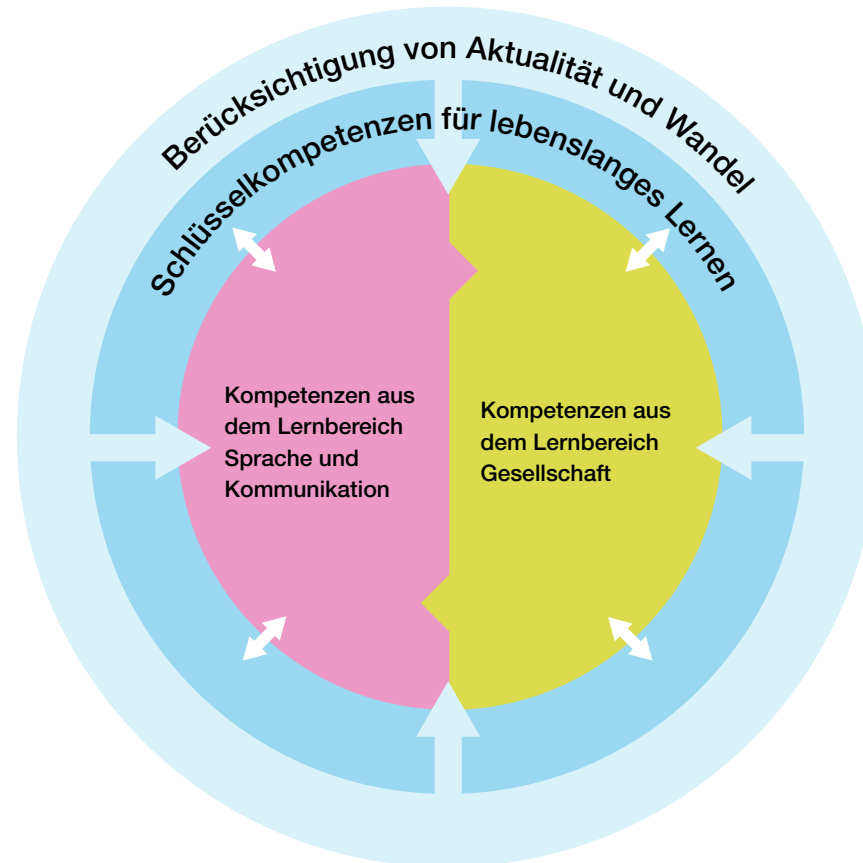 Berücksichtigung von Aktualität und Wandel
Schlüsselkompetenzen für lebenslanges Lernen
Kompetenzen aus
dem Lernbereich
Sprache und
Kommunikation
Kompetenzen aus
dem Lernbereich
Gesellschaft